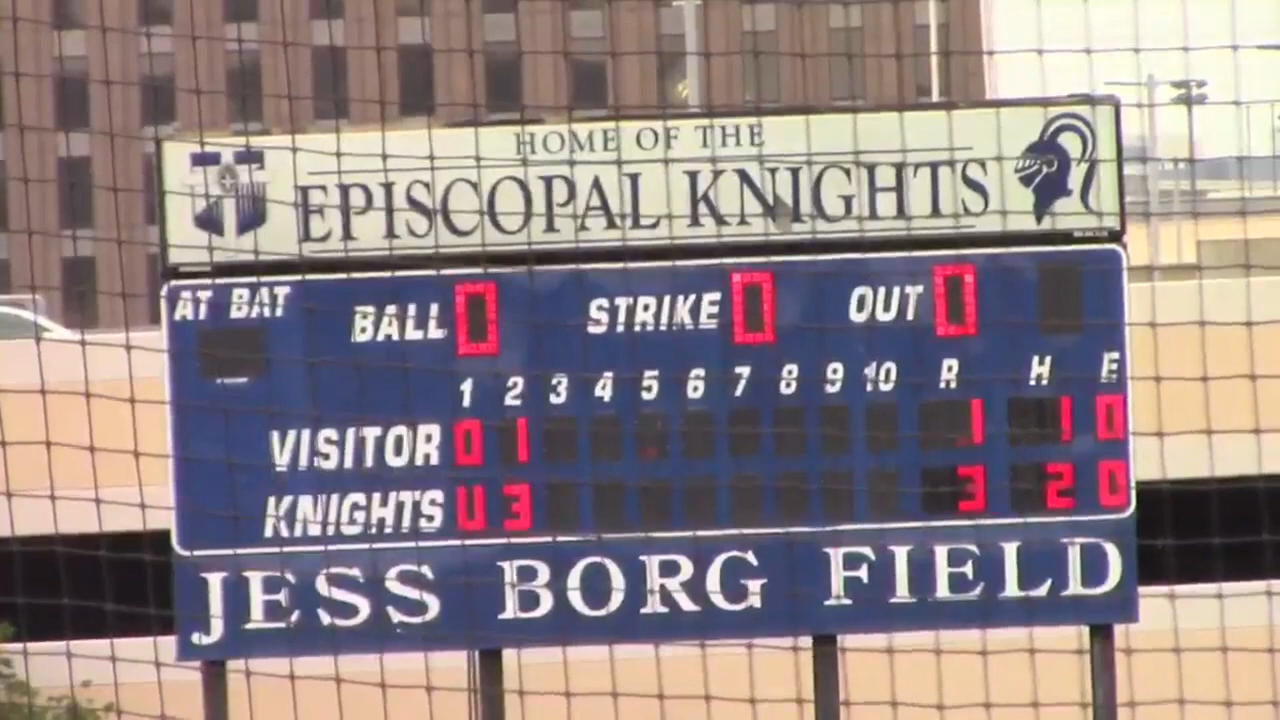 HOME OF THE
EPISCOPAL KNIGHTS
AT BAT BALL 0 STRIKE 0 OUT 0
1 2 3 4 5 6 7 8 9 10 R H E
VISITOR 0 1 1 1 0
KNIGHTS U 3 3 2 0
JESS BORG FIELD